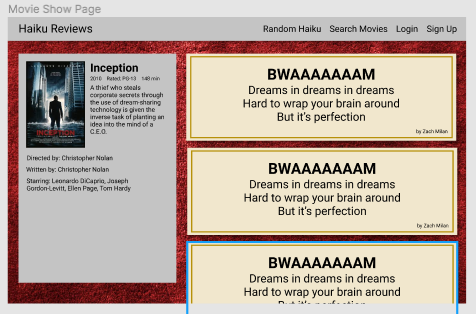 Movie Show Page
Haiku Reviews
Random Haiku Search Movies Login Sign Up
INCEPTION
Inception
2010 Rated: PG-13 148 min
A thief who steals
corporate secrets through
the use of dream-sharing
technology is given the
inverse task of planting an
idea into the mind of a
C.E.O.
Directed by: Christopher Nolan
Written by: Christopher Nolan
Starring: Leonardo DiCaprio, Joseph
Gordon-Levitt, Ellen Page, Tom Hardy
BWAAAAAAAM
Dreams in dreams in dreams
Hard to wrap your brain around
But it's perfection
by Zach Milan
BWAAAAAAAM
Dreams in dreams in dreams
Hard to wrap your brain around
But it's perfection
by Zach Milan
BWAAAAAAAM
Dreams in dreams in dreams
Hard to wrap your brain around
But it's perfection